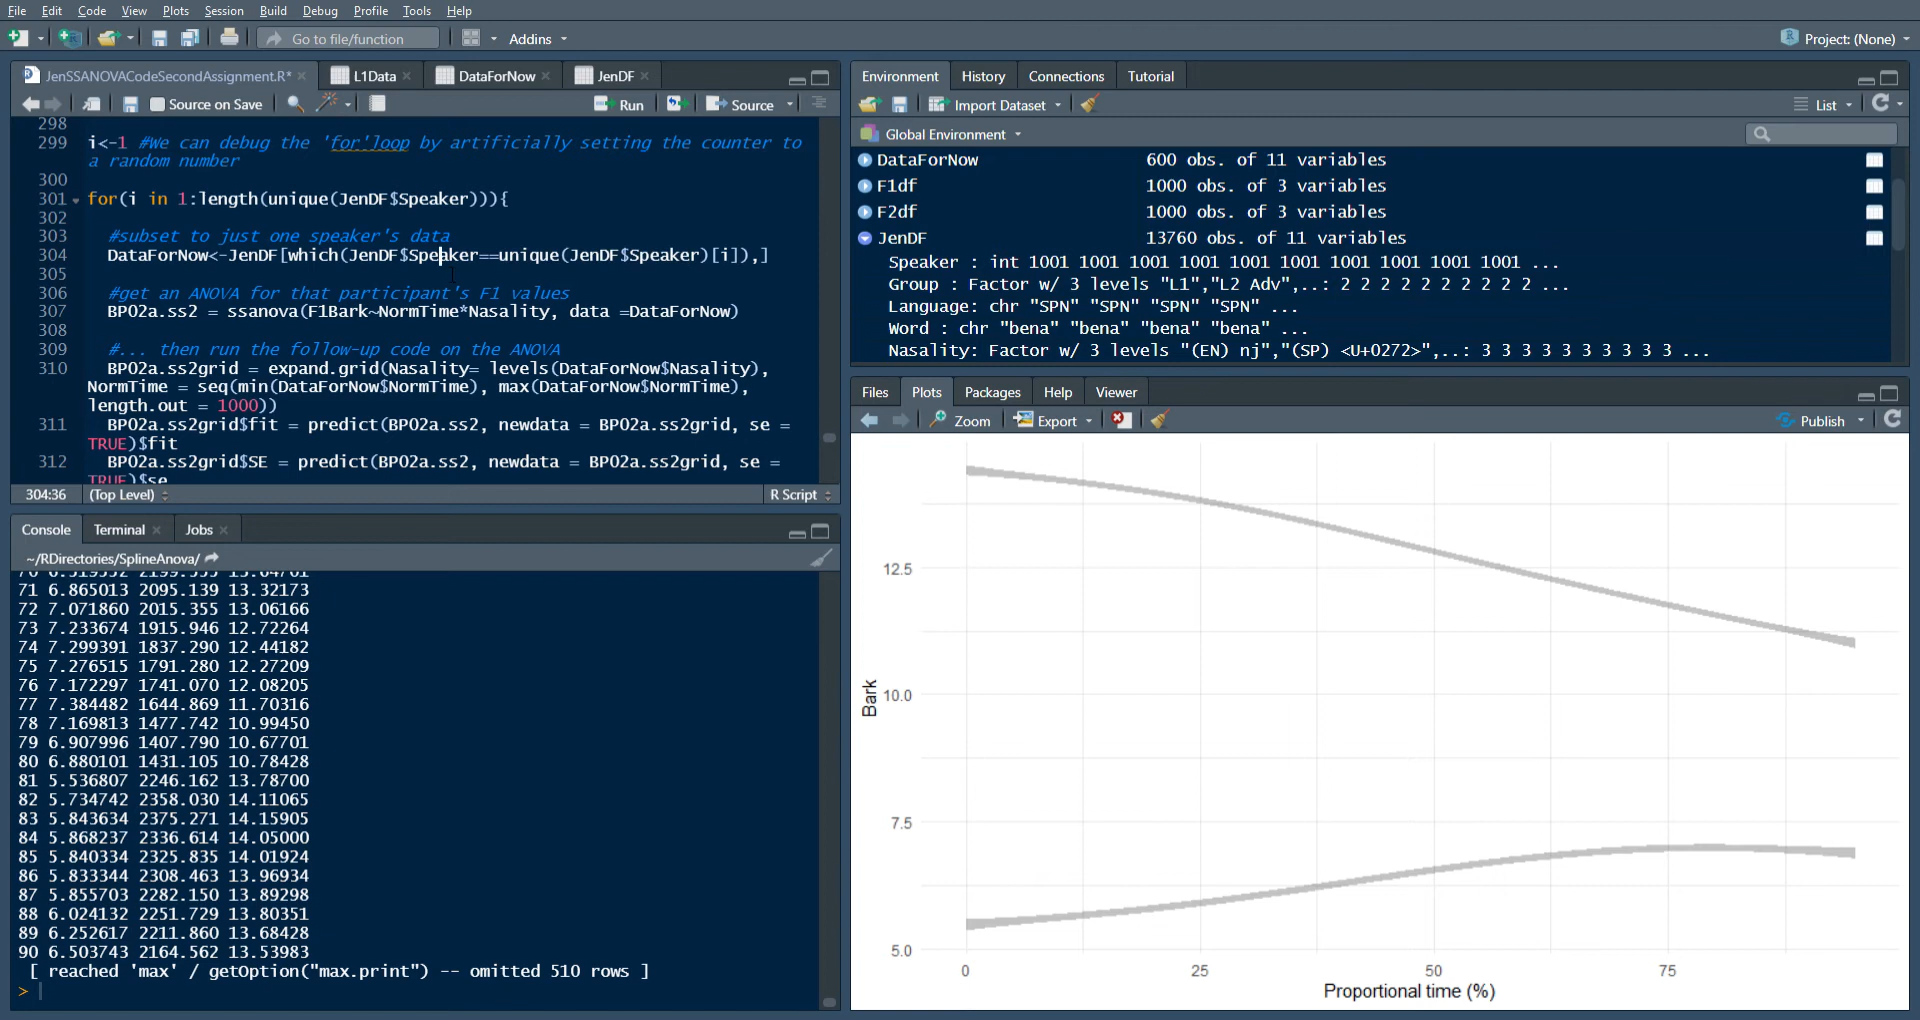 File Edit Code View Plots Session Build Debug Profile Tools Help
Go to file/function Addins Project: (None)
JenSSANOVACodeSecondAssignment.R* L1Data DataForNow JenDF
Source on Save Run Source
298
299 i<-1 #We can debug the 'for'loop by artificially setting the counter to
a random number
300
301 for(i in 1:length(unique(JenDF$Speaker))){
302
303 #subset to just one speaker's data
304 DataForNow<-JenDF[which(JenDF$Speaker==unique(JenDF$Speaker)[i]),]
305
306 #get an ANOVA for that participant's F1 values
307 BPO2a.ss2 = ssanova(F1Bark~NormTime*Nasality, data =DataForNow)
308
309 #... then run the follow-up code on the ANOVA
310 BPO2a.ss2grid = expand.grid(Nasality= levels(DataForNow$Nasality),
NormTime = seq(min(DataForNow$NormTime), max(DataForNow$NormTime),
length.out = 1000))
311 BPO2a.ss2grid$fit = predict(BPO2a.ss2, newdata = BPO2a.ss2grid, se =
TRUE)$fit
312 BPO2a.ss2grid$SE = predict(BPO2a.ss2, newdata = BPO2a.ss2grid, se =
TRUE)$se
304:36 (Top Level) R Script
Console Terminal Jobs
~/RDirectories/SplineAnova/
71 6.865013 2095.139 13.32173
72 7.071860 2015.355 13.06166
73 7.233674 1915.946 12.72264
74 7.299391 1837.290 12.44182
75 7.276515 1791.280 12.27209
76 7.172297 1741.070 12.08205
77 7.384482 1644.869 11.70316
78 7.169813 1477.742 10.99450
79 6.907996 1407.790 10.67701
80 6.880101 1431.105 10.78428
81 5.536807 2246.162 13.78700
82 5.734742 2358.030 14.11065
83 5.843634 2375.271 14.15905
84 5.868237 2336.614 14.05000
85 5.840334 2325.835 14.01924
86 5.833344 2308.463 13.96934
87 5.855703 2282.150 13.89298
88 6.024132 2251.729 13.80351
89 6.252617 2211.860 13.68428
90 6.503743 2164.562 13.53983
[ reached 'max' / getOption("max.print") -- omitted 510 rows ]
>
Environment History Connections Tutorial
Import Dataset List
Global Environment
DataForNow 600 obs. of 11 variables
F1df 1000 obs. of 3 variables
F2df 1000 obs. of 3 variables
JenDF 13760 obs. of 11 variables
Speaker : int 1001 1001 1001 1001 1001 1001 1001 1001 1001 1001 ...
Group : Factor w/ 3 levels "L1","L2 Adv",..: 2 2 2 2 2 2 2 2 2 2 ...
Language: chr "SPN" "SPN" "SPN" "SPN" ...
Word : chr "bena" "bena" "bena" "bena" ...
Nasality: Factor w/ 3 levels "(EN) nj","(SP) <U+0272>",..: 3 3 3 3 3 3 3 3 3 3 ...
Files Plots Packages Help Viewer
Zoom Export Publish
12.5
10.0
7.5
5.0
Bark
0 25 50 75
Proportional time (%)